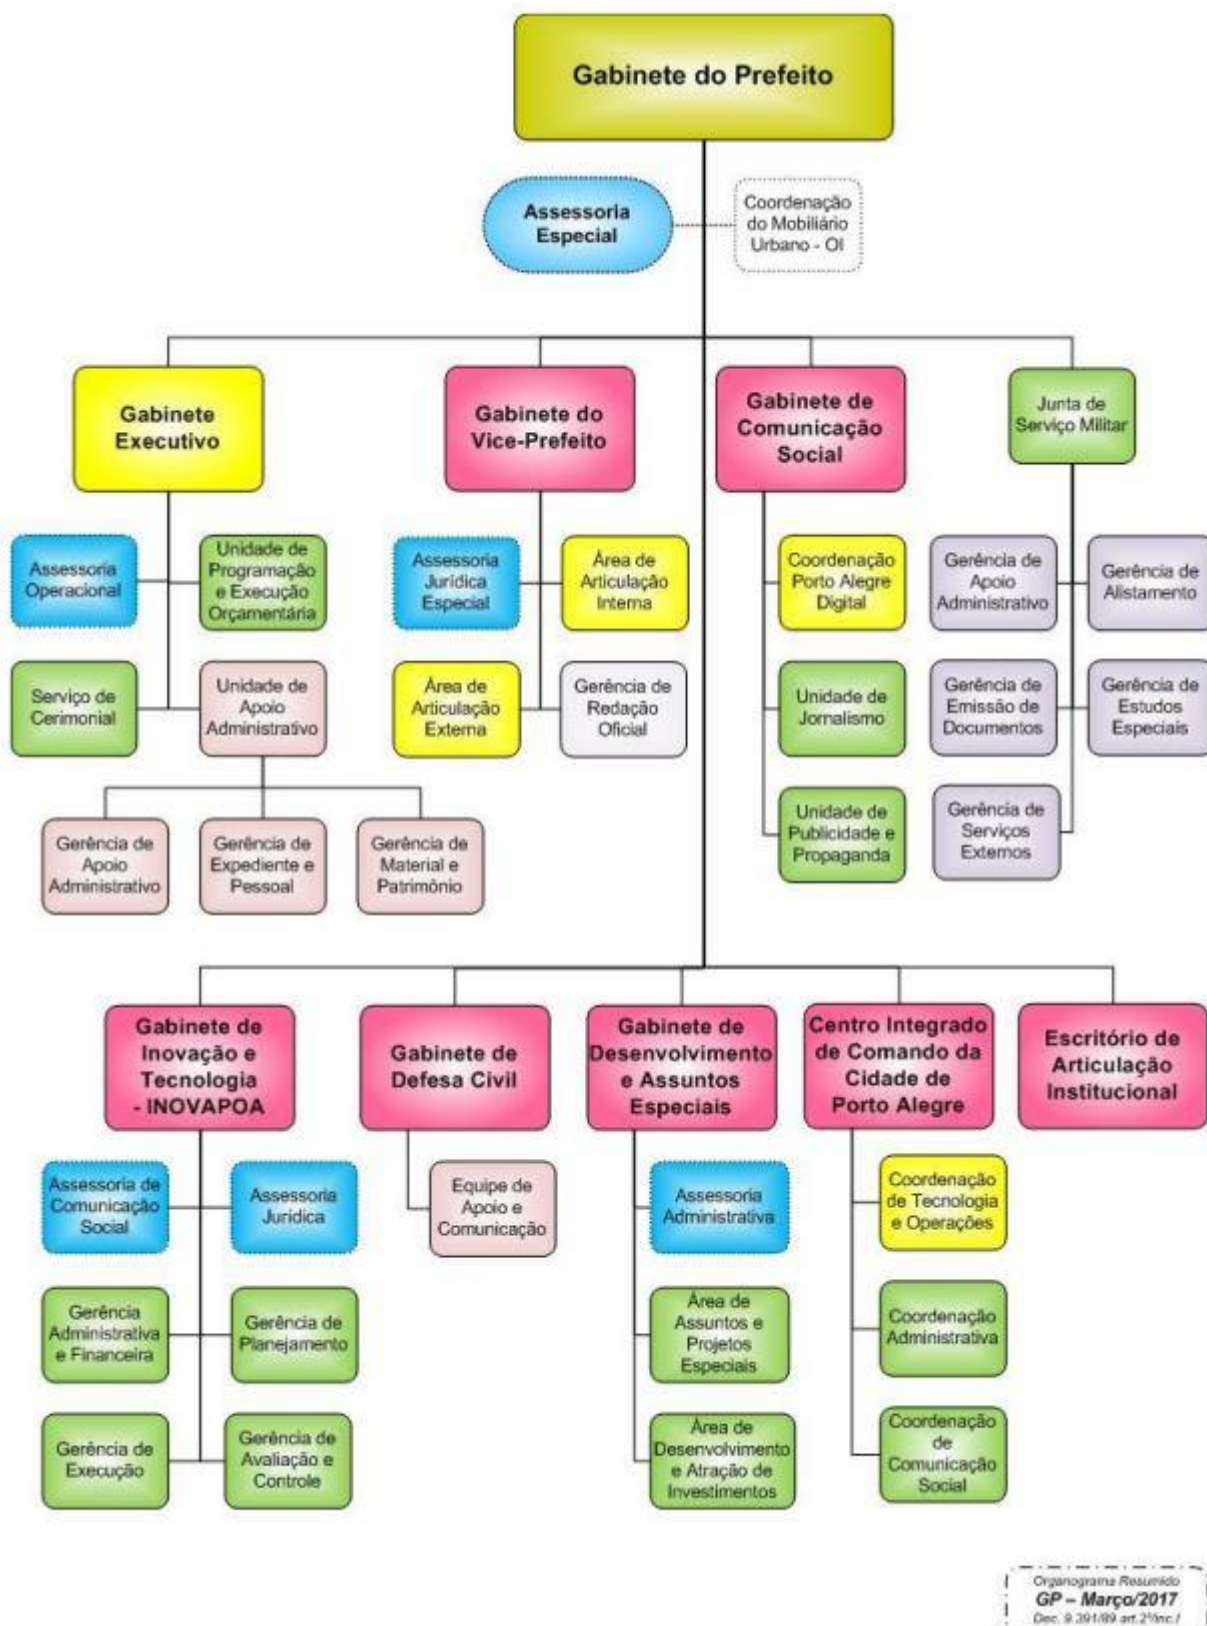 Gabinete do Prefeito
Assessoria
Especial
Coordenação
do Mobiliário
Urbano - OI
Gabinete
Executivo
Gabinete do
Vice-Prefeito
Gabinete de
Comunicação
Social
Junta de
Serviço Militar
Assessoria
Operacional
Unidade de
Programação
e Execução
Orçamentária
Assessoria
Jurídica
Especial
Área de
Articulação
Interna
Coordenação
Porto Alegre
Digital
Gerência de
Apoio
Administrativo
Gerência de
Alistamento
Serviço de
Cerimonial
Unidade de
Apoio
Administrativo
Área de
Articulação
Externa
Gerência de
Redação
Oficial
Unidade de
Jornalismo
Gerência de
Emissão de
Documentos
Gerência de
Estudos
Especiais
Gerência de
Apoio
Administrativo
Gerência de
Expediente e
Pessoal
Gerência de
Material e
Patrimônio
Unidade de
Publicidade e
Propaganda
Gerência de
Serviços
Externos
Gabinete de
Inovação e
Tecnologia
- INOVAPOA
Gabinete de
Defesa Civil
Gabinete de
Desenvolvimento
e Assuntos
Especiais
Centro Integrado
de Comando da
Cidade de
Porto Alegre
Escritório de
Articulação
Institucional
Assessoria de
Comunicação
Social
Assessoria
Jurídica
Equipe de
Apoio e
Comunicação
Assessoria
Administrativa
Coordenação
de Tecnologia
e Operações
Gerência
Administrativa
e Financeira
Gerência de
Planejamento
Área de
Assuntos e
Projetos
Especiais
Coordenação
Administrativa
Gerência de
Execução
Gerência de
Avaliação e
Controle
Área de
Desenvolvimento
e Atração de
Investimentos
Coordenação
de
Comunicação
Social
Organograma Resumido
GP – Março/2017
Dec. 9.391/89 art.2º/inc.I